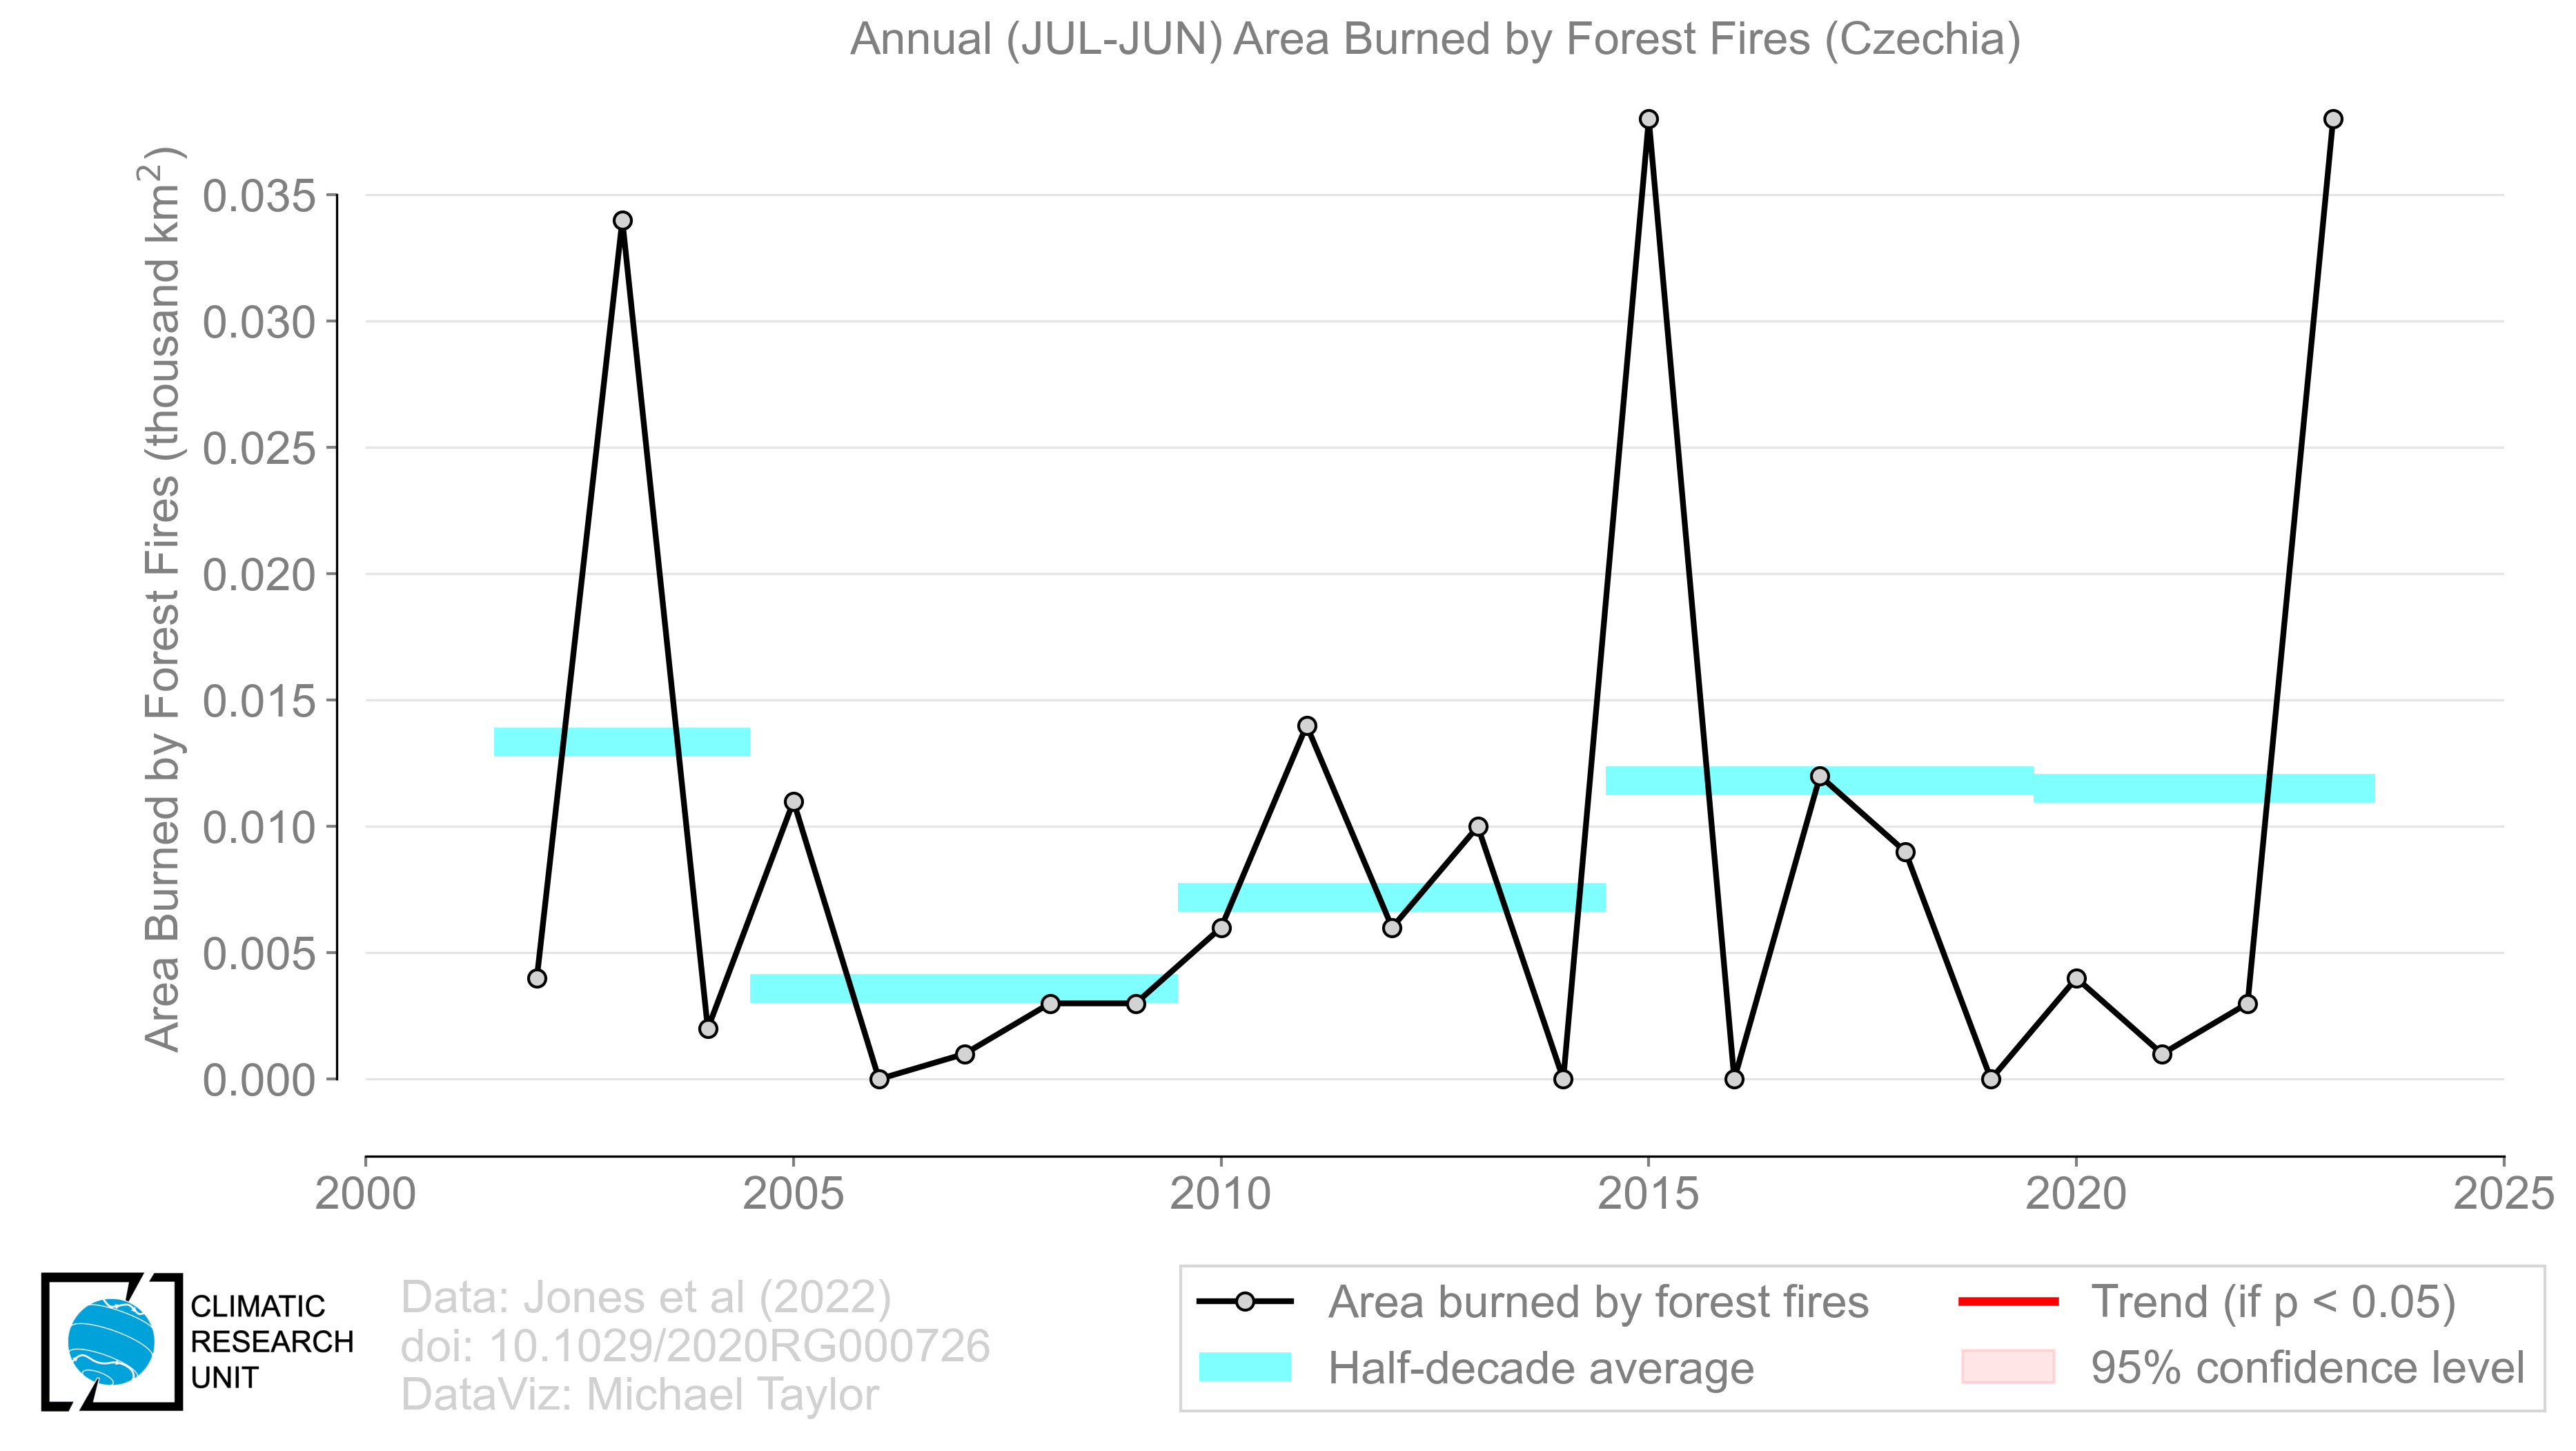 Annual (JUL-JUN) Area Burned by Forest Fires (Czechia)
Area Burned by Forest Fires (thousand km²)
0.035
0.030
0.025
0.020
0.015
0.010
0.005
0.000
2000 2005 2010 2015 2020 2025
CLIMATIC
RESEARCH
UNIT
Data: Jones et al (2022)
doi: 10.1029/2020RG000726
DataViz: Michael Taylor
Area burned by forest fires
Half-decade average
Trend (if p < 0.05)
95% confidence level